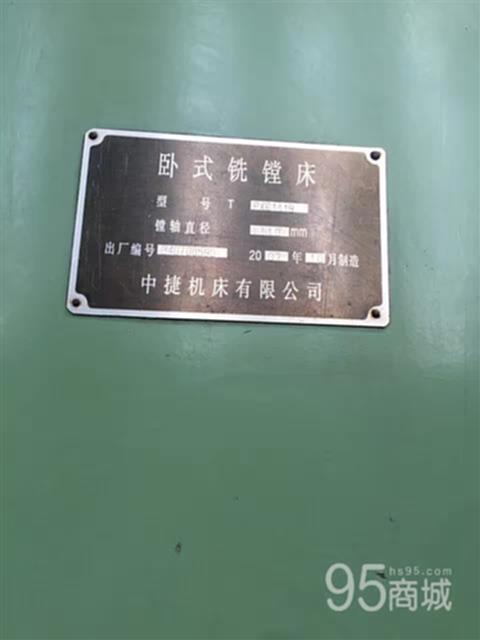 卧式铣镗床
型 号 T
镗轴直径 mm
出厂编号 20 年 月制造
中捷机床有限公司
hs95.com
95商城